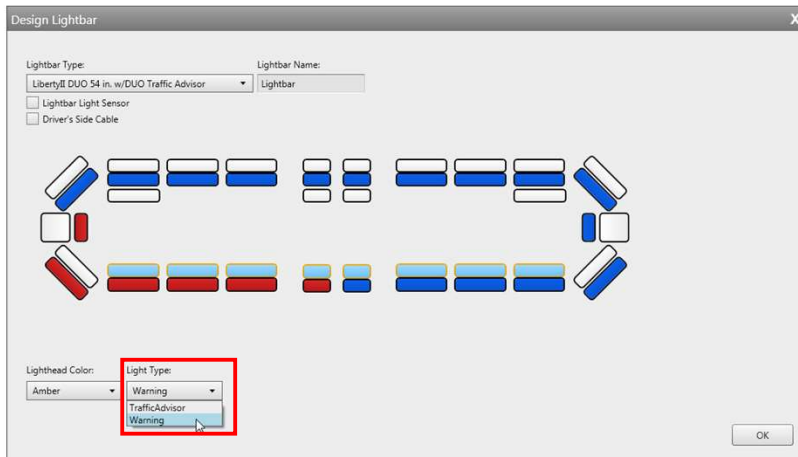 Design Lightbar X
Lightbar Type: Lightbar Name:
LibertyII DUO 54 in. w/DUO Traffic Advisor Lightbar
Lightbar Light Sensor
Driver's Side Cable
Lighthead Color: Light Type:
Amber Warning
TrafficAdvisor
Warning
OK